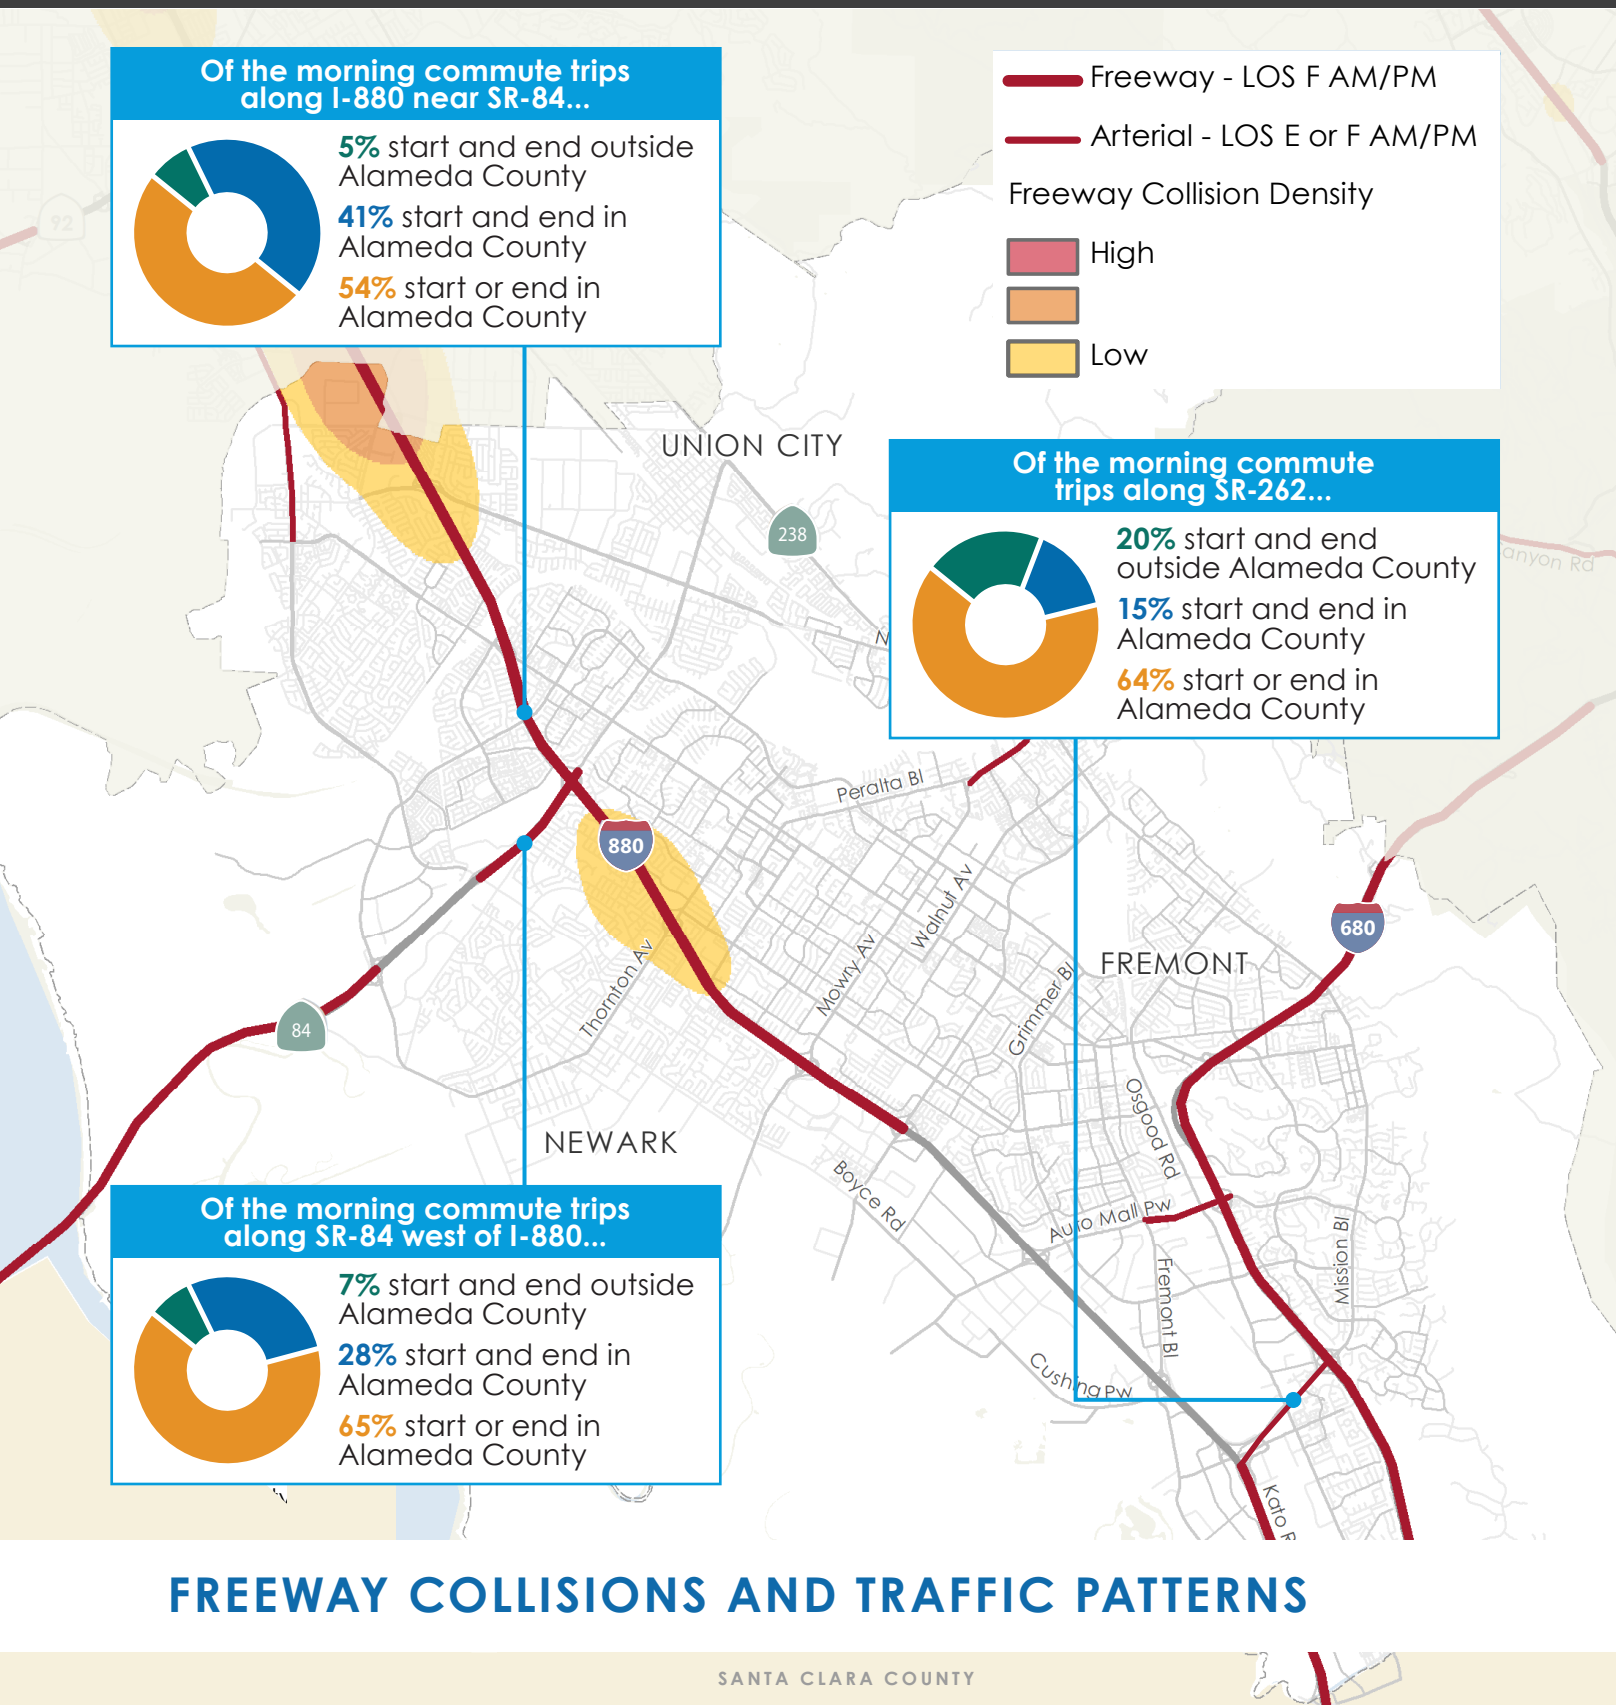 Of the morning commute trips
along I-880 near SR-84...
5% start and end outside
Alameda County
41% start and end in
Alameda County
54% start or end in
Alameda County
Freeway - LOS F AM/PM
Arterial - LOS E or F AM/PM
Freeway Collision Density
High
Low
92
UNION CITY
238
Of the morning commute
trips along SR-262...
20% start and end
outside Alameda County
15% start and end in
Alameda County
64% start or end in
Alameda County
anyon Rd
N
Peralta Bl
880
Walnut Av
Mowry Av
Thornton Av
Grimmer Bl
FREMONT
680
84
Osgood Rd
NEWARK
Boyce Rd
Auto Mall Pw
Mission Bl
Fremont Bl
Cushing Pw
Kato R
Of the morning commute trips
along SR-84 west of I-880...
7% start and end outside
Alameda County
28% start and end in
Alameda County
65% start or end in
Alameda County
FREEWAY COLLISIONS AND TRAFFIC PATTERNS
SANTA CLARA COUNTY